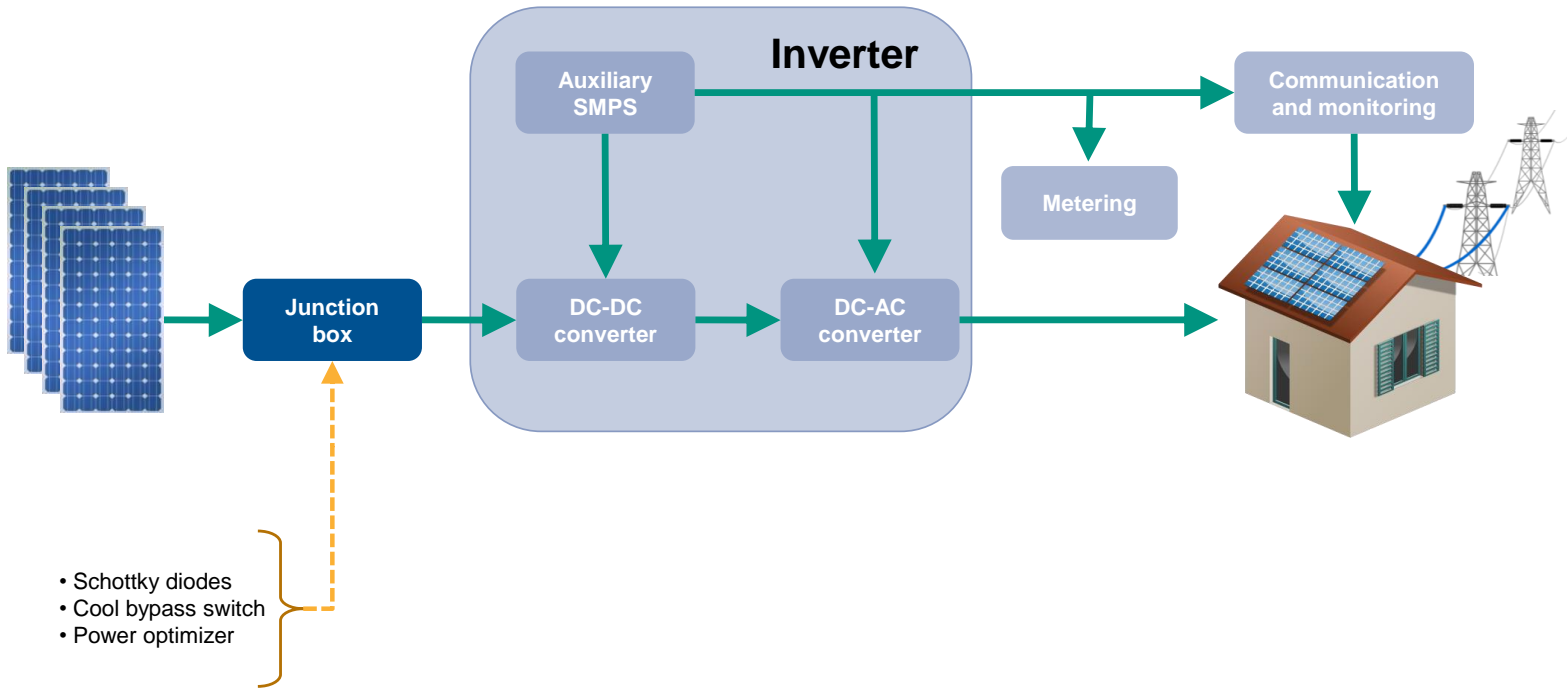 Inverter
Auxiliary
SMPS
Communication
and monitoring
Metering
Junction
box
DC-DC
converter
DC-AC
converter
• Schottky diodes
• Cool bypass switch
• Power optimizer